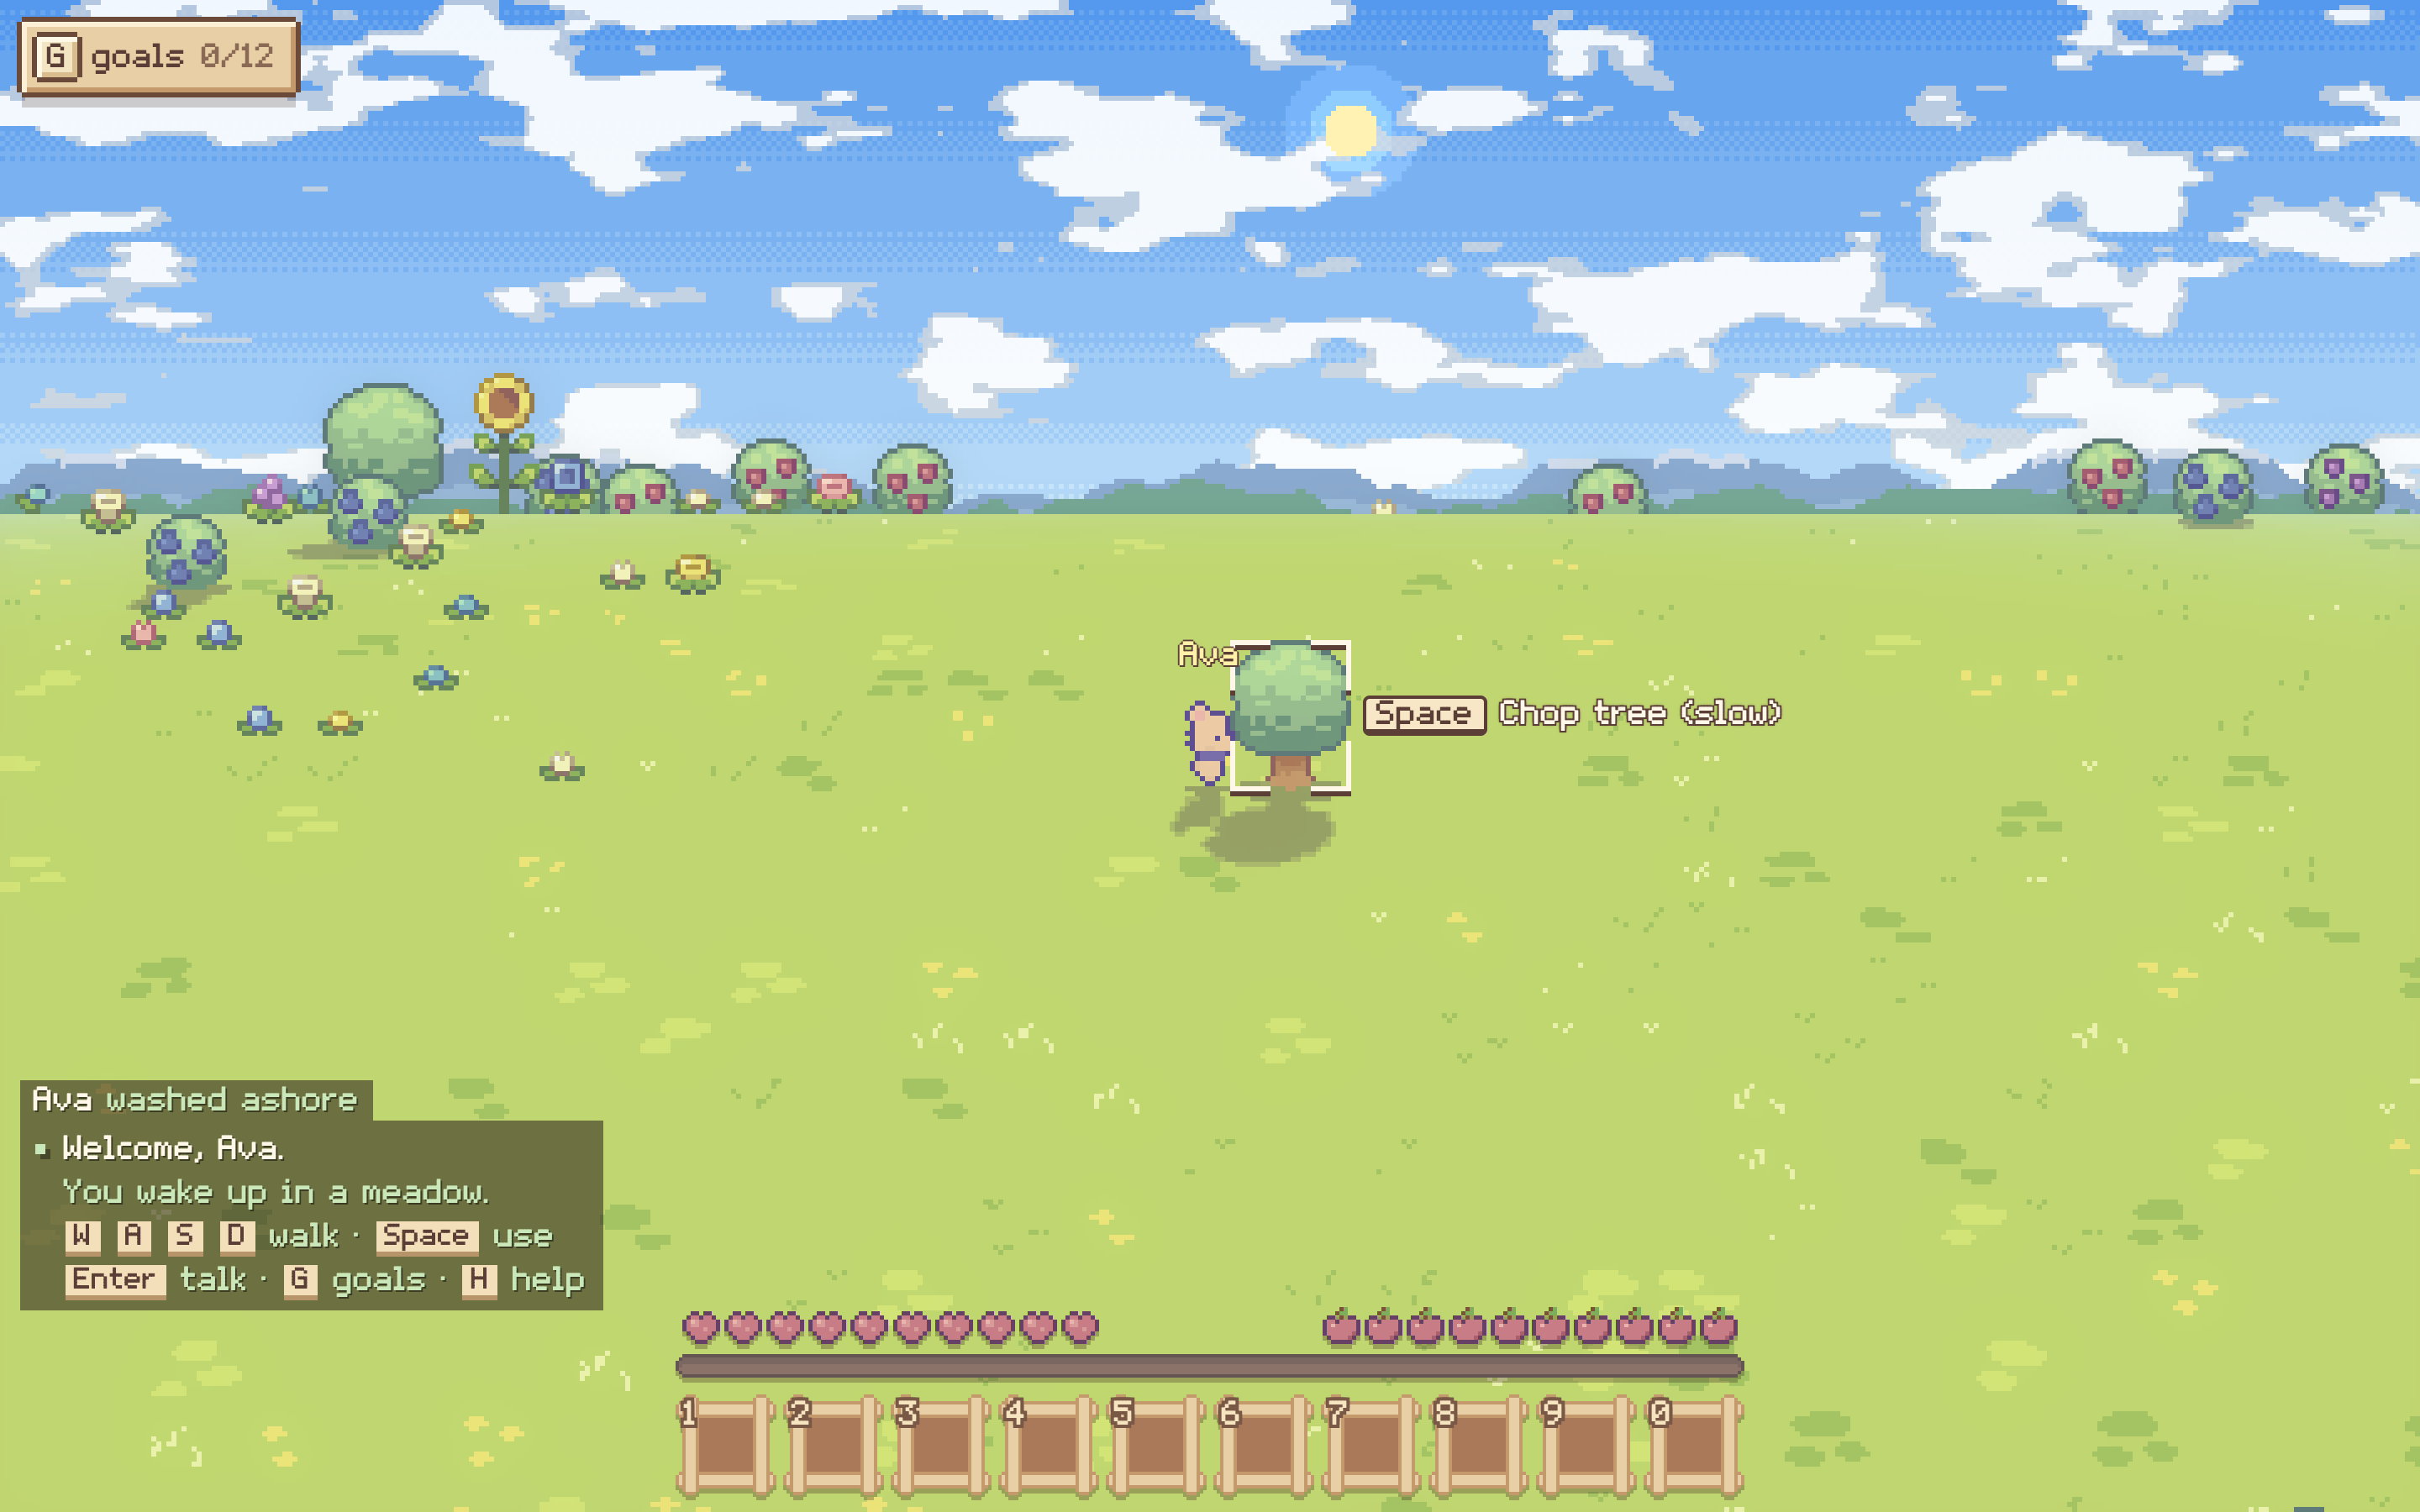 G goals 0/12
Ava
Space Chop tree (slow)
Ava washed ashore
Welcome, Ava.
You wake up in a meadow.
W A S D walk · Space use
Enter talk · G goals · H help
1 2 3 4 5 6 7 8 9 0